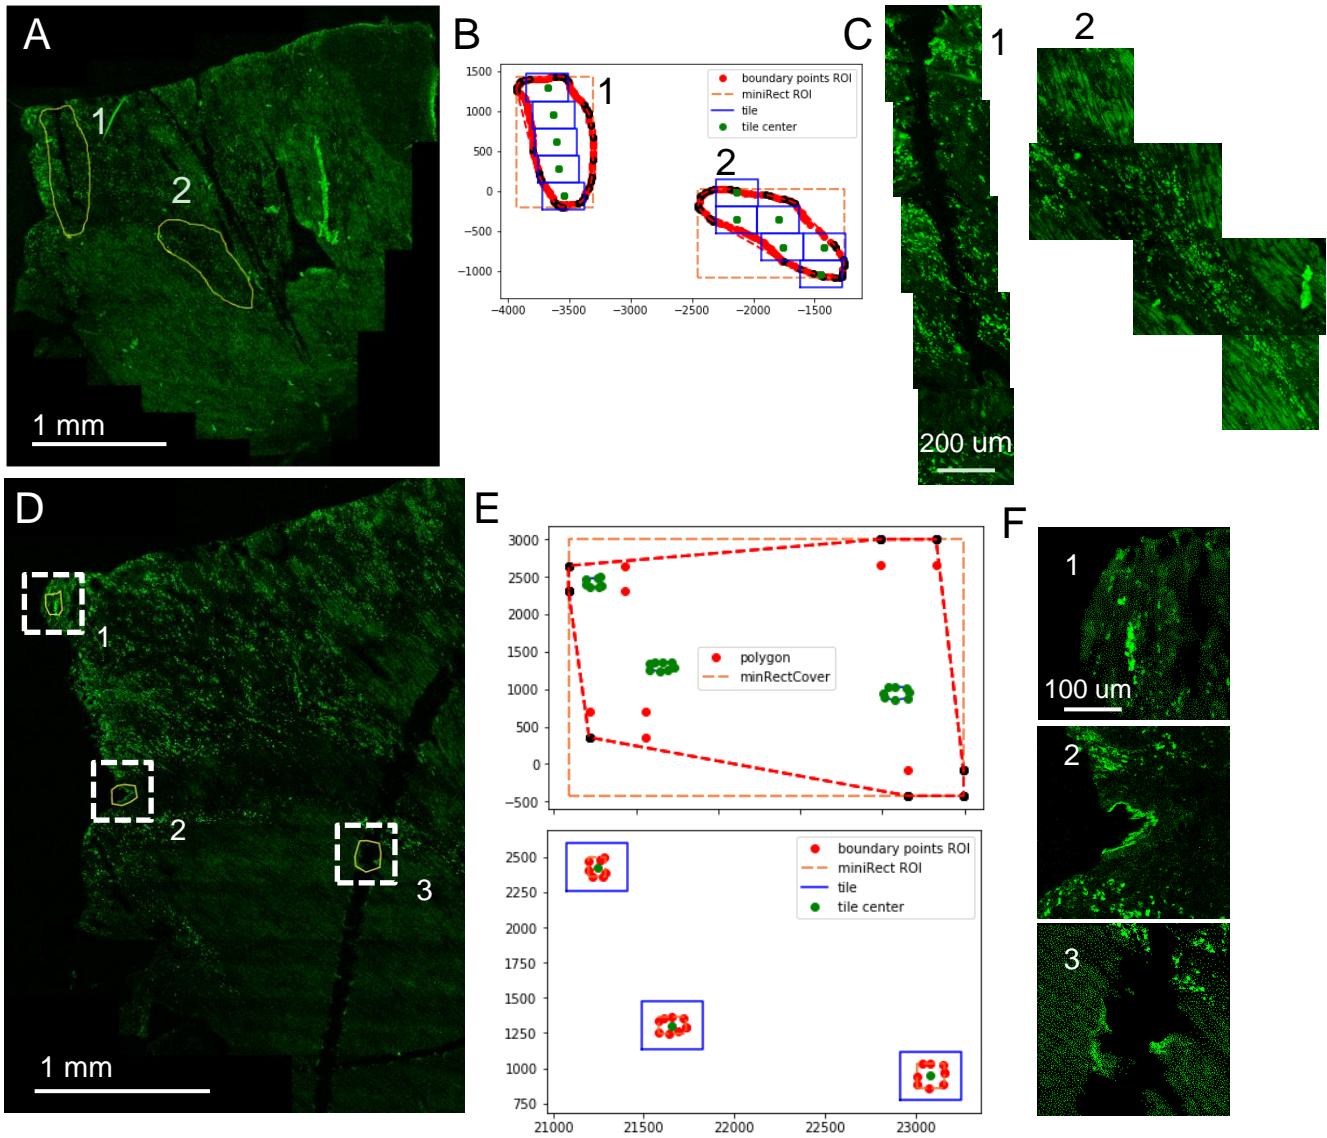 A
1
2
1 mm
B
1500
1000
500
0
−500
−1000
−4000
−3500
−3000
−2500
−2000
−1500
1
2
boundary points ROI
miniRect ROI
tile
tile center
C
1
2
200 um
D
1
2
3
1 mm
E
3000
2500
2000
1500
1000
500
0
−500
polygon
minRectCover
2500
2250
2000
1750
1500
1250
1000
750
21000
21500
22000
22500
23000
boundary points ROI
miniRect ROI
tile
tile center
F
1
100 um
2
3